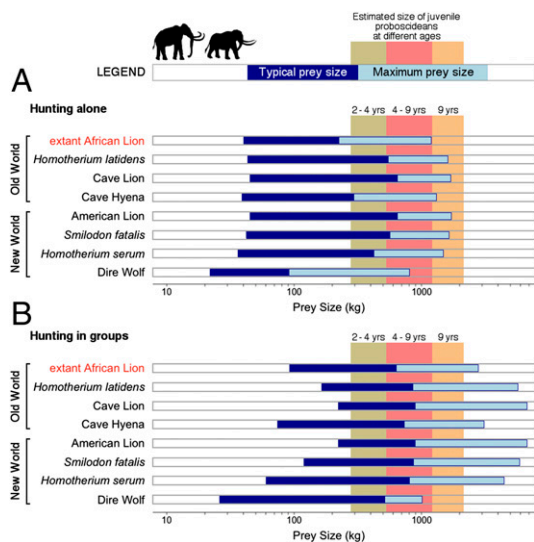 Estimated size of juvenile
proboscideans
at different ages
LEGEND
Typical prey size
Maximum prey size
A
Hunting alone
2 - 4 yrs 4 - 9 yrs 9 yrs
Old World
extant African Lion
Homotherium latidens
Cave Lion
Cave Hyena
New World
American Lion
Smilodon fatalis
Homotherium serum
Dire Wolf
10 100 1000
Prey Size (kg)
B
Hunting in groups
2 - 4 yrs 4 - 9 yrs 9 yrs
Old World
extant African Lion
Homotherium latidens
Cave Lion
Cave Hyena
New World
American Lion
Smilodon fatalis
Homotherium serum
Dire Wolf
10 100 1000
Prey Size (kg)